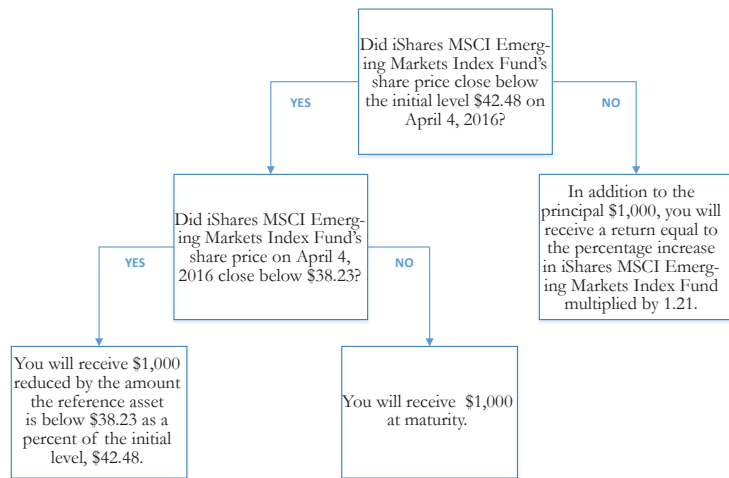 Did iShares MSCI Emerg-
ing Markets Index Fund's
share price close below
the initial level $42.48 on
April 4, 2016?
YES
NO
Did iShares MSCI Emerg-
ing Markets Index Fund's
share price on April 4,
2016 close below $38.23?
In addition to the
principal $1,000, you will
receive a return equal to
the percentage increase
in iShares MSCI Emerg-
ing Markets Index Fund
multiplied by 1.21.
YES
NO
You will receive $1,000
reduced by the amount
the reference asset
is below $38.23 as a
percent of the initial
level, $42.48.
You will receive $1,000
at maturity.